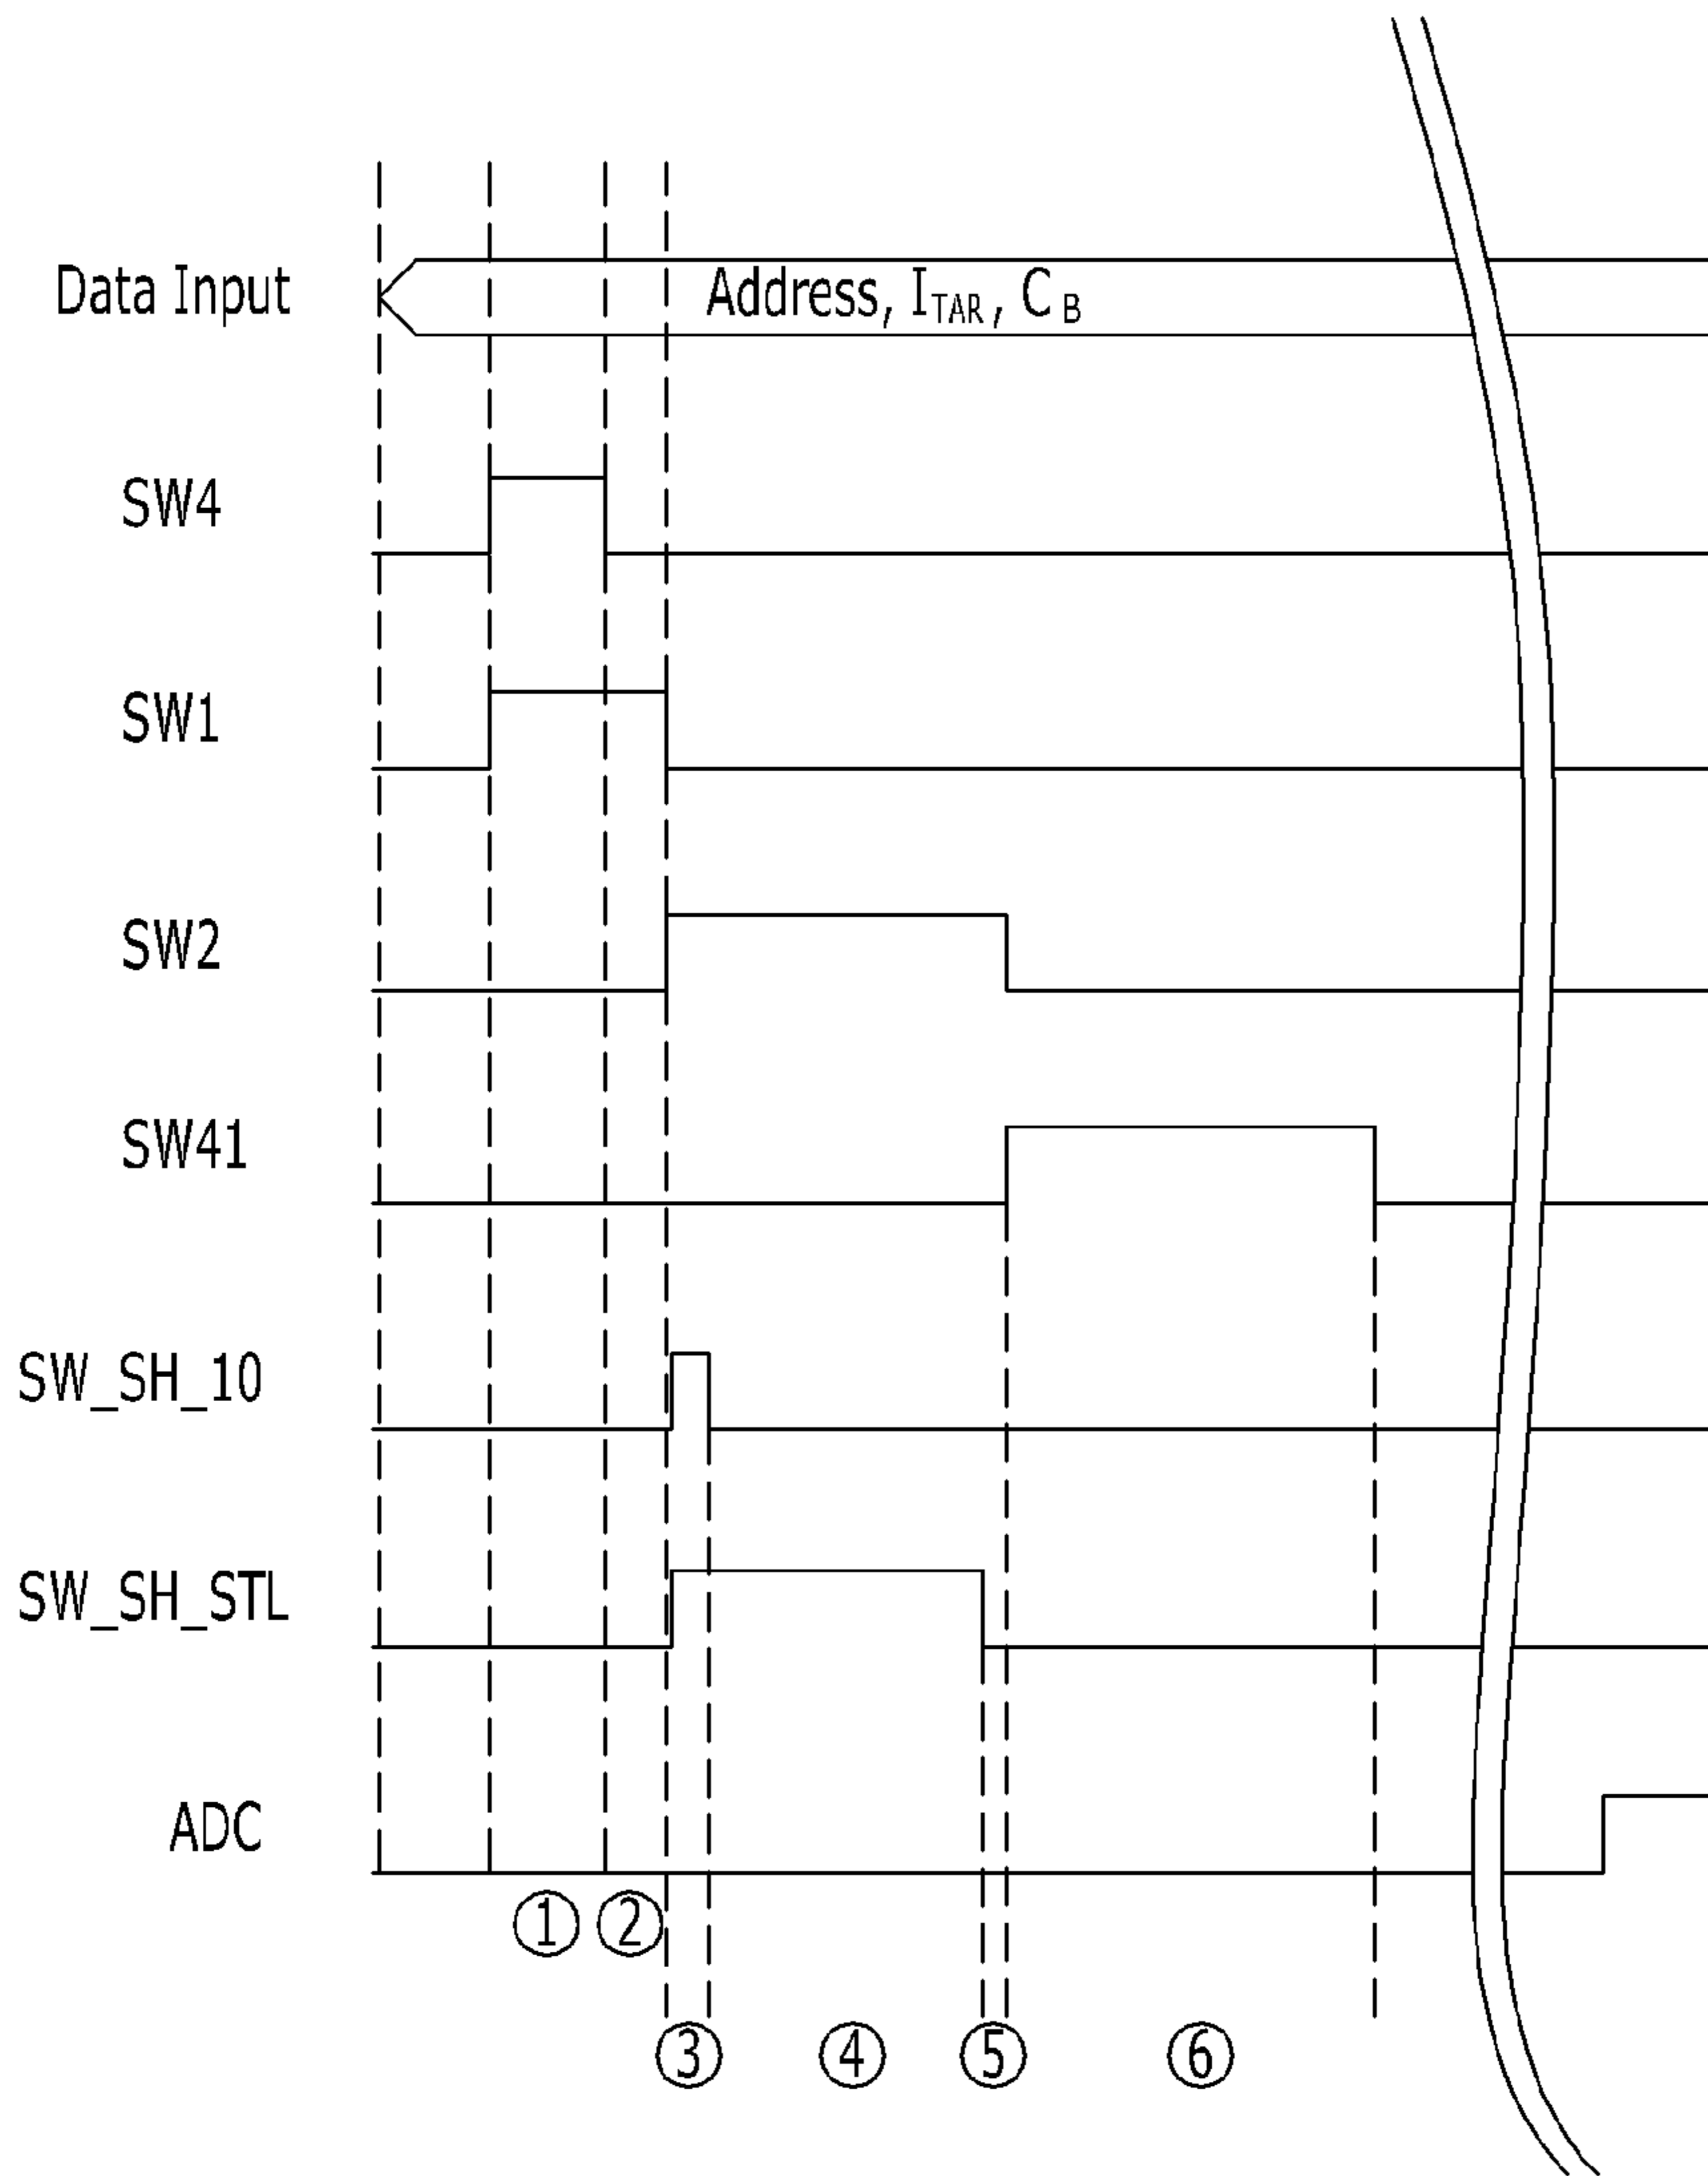 Data Input
Address, ITAR, CB
SW4
SW1
SW2
SW41
SW_SH_10
SW_SH_STL
ADC
① ②
③ ④ ⑤ ⑥